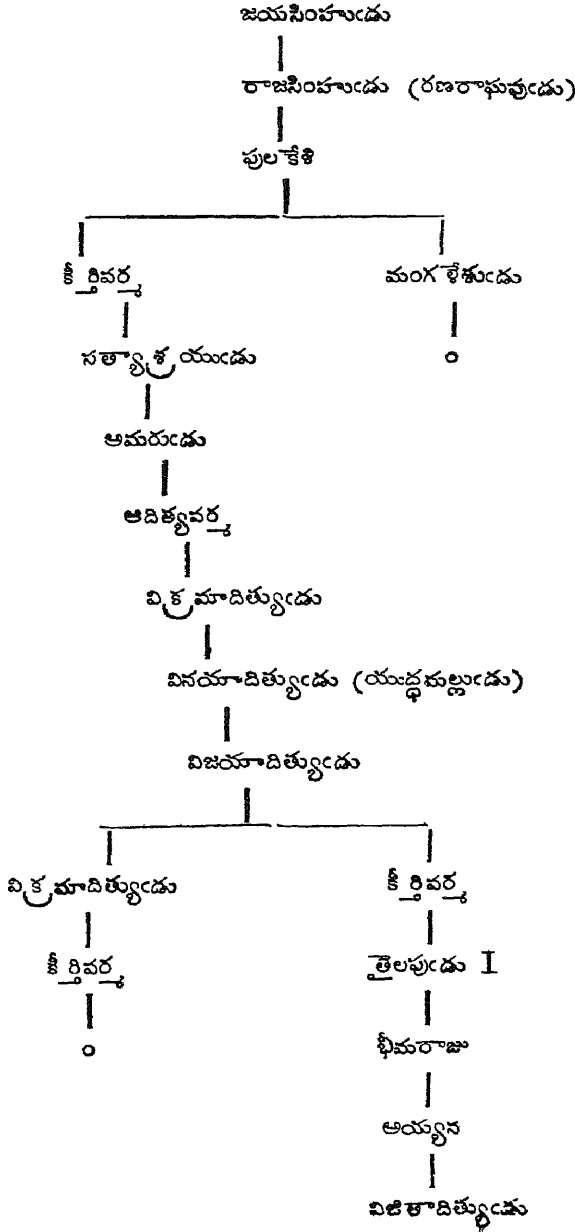 జయసింహుఁడు
రాజసింహుఁడు (రణరాఘవుఁడు)
పులకేశి
కీర్తివర్మ మంగళేశుఁడు
సత్యాశ్రయుఁడు ౦
అమరుఁడు
ఆదిత్యవర్మ
విక్రమాదిత్యుఁడు
వినయాదిత్యుఁడు (యుద్ధమల్లుఁడు)
విజయాదిత్యుఁడు
విక్రమాదిత్యుఁడు కీర్తివర్మ
కీర్తివర్మ తైలపుఁడు I
౦ భీమరాజు
అయ్యన
విజితాదిత్యుఁడు